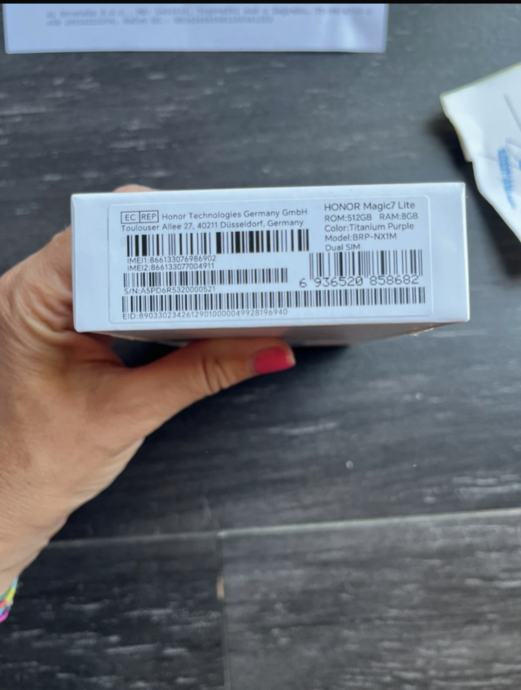 EC REP Honor Technologies Germany GmbH
Toulouser Allee 27, 40211 Düsseldorf, Germany
HONOR Magic7 Lite
ROM:512GB RAM:8GB
Color:Titanium Purple
Model:BRP-NX1M
Dual SIM
IMEI1:866133076986902
IMEI2:866133077004911
6 936520 858682
S/N:A5PD6R5320000521
EID:89033023426129010000049928196940